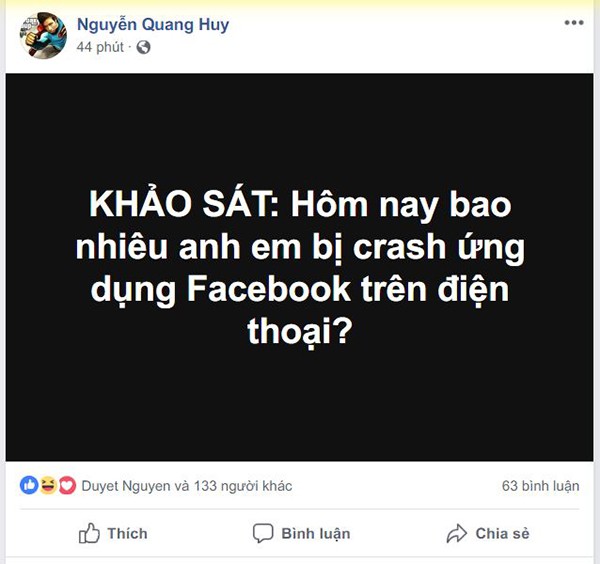 Nguyễn Quang Huy
44 phút ·
KHẢO SÁT: Hôm nay bao
nhiêu anh em bị crash ứng
dụng Facebook trên điện
thoại?
Duyet Nguyen và 133 người khác
63 bình luận
Thích
Bình luận
Chia sẻ